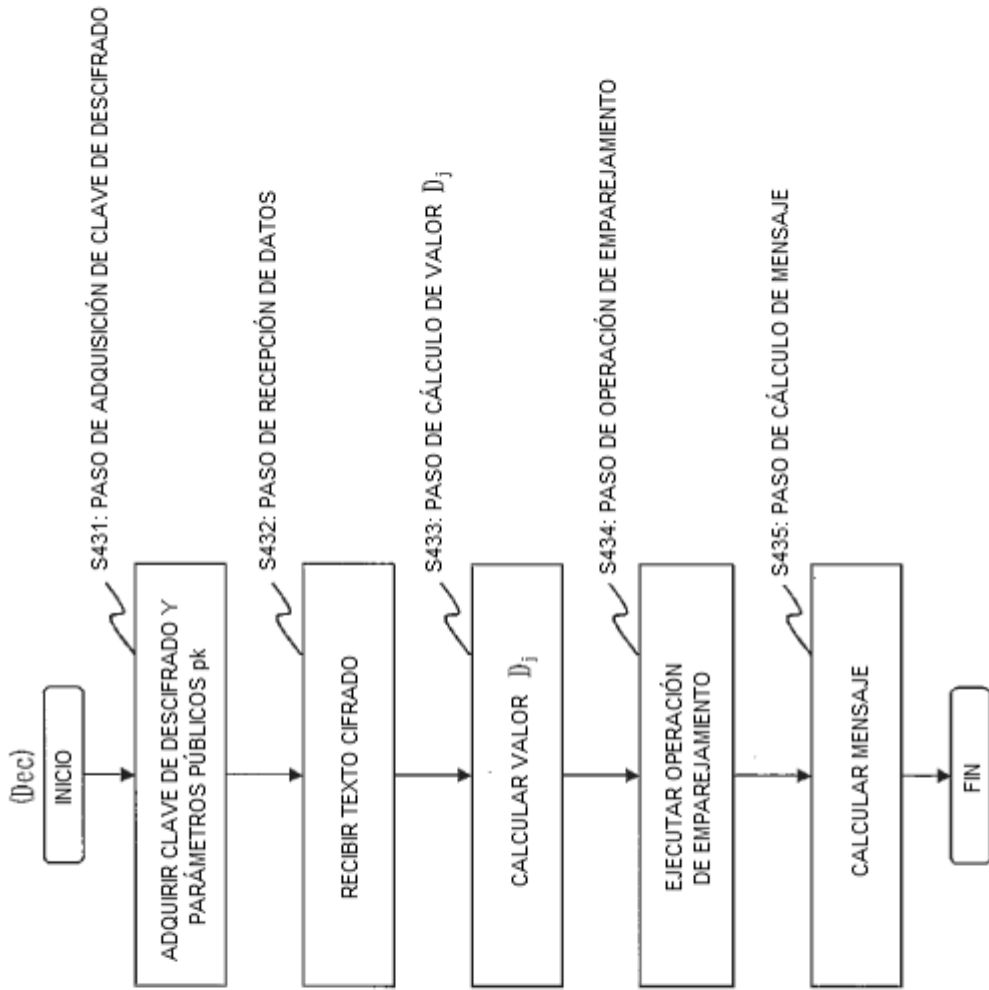 (Dec)
INICIO
S431: PASO DE ADQUISICIÓN DE CLAVE DE DESCIFRADO
ADQUIRIR CLAVE DE DESCIFRADO Y
PARÁMETROS PÚBLICOS pk
S432: PASO DE RECEPCIÓN DE DATOS
RECIBIR TEXTO CIFRADO
S433: PASO DE CÁLCULO DE VALOR 𝔻j
CALCULAR VALOR 𝔻j
S434: PASO DE OPERACIÓN DE EMPAREJAMIENTO
EJECUTAR OPERACIÓN
DE EMPAREJAMIENTO
S435: PASO DE CÁLCULO DE MENSAJE
CALCULAR MENSAJE
FIN